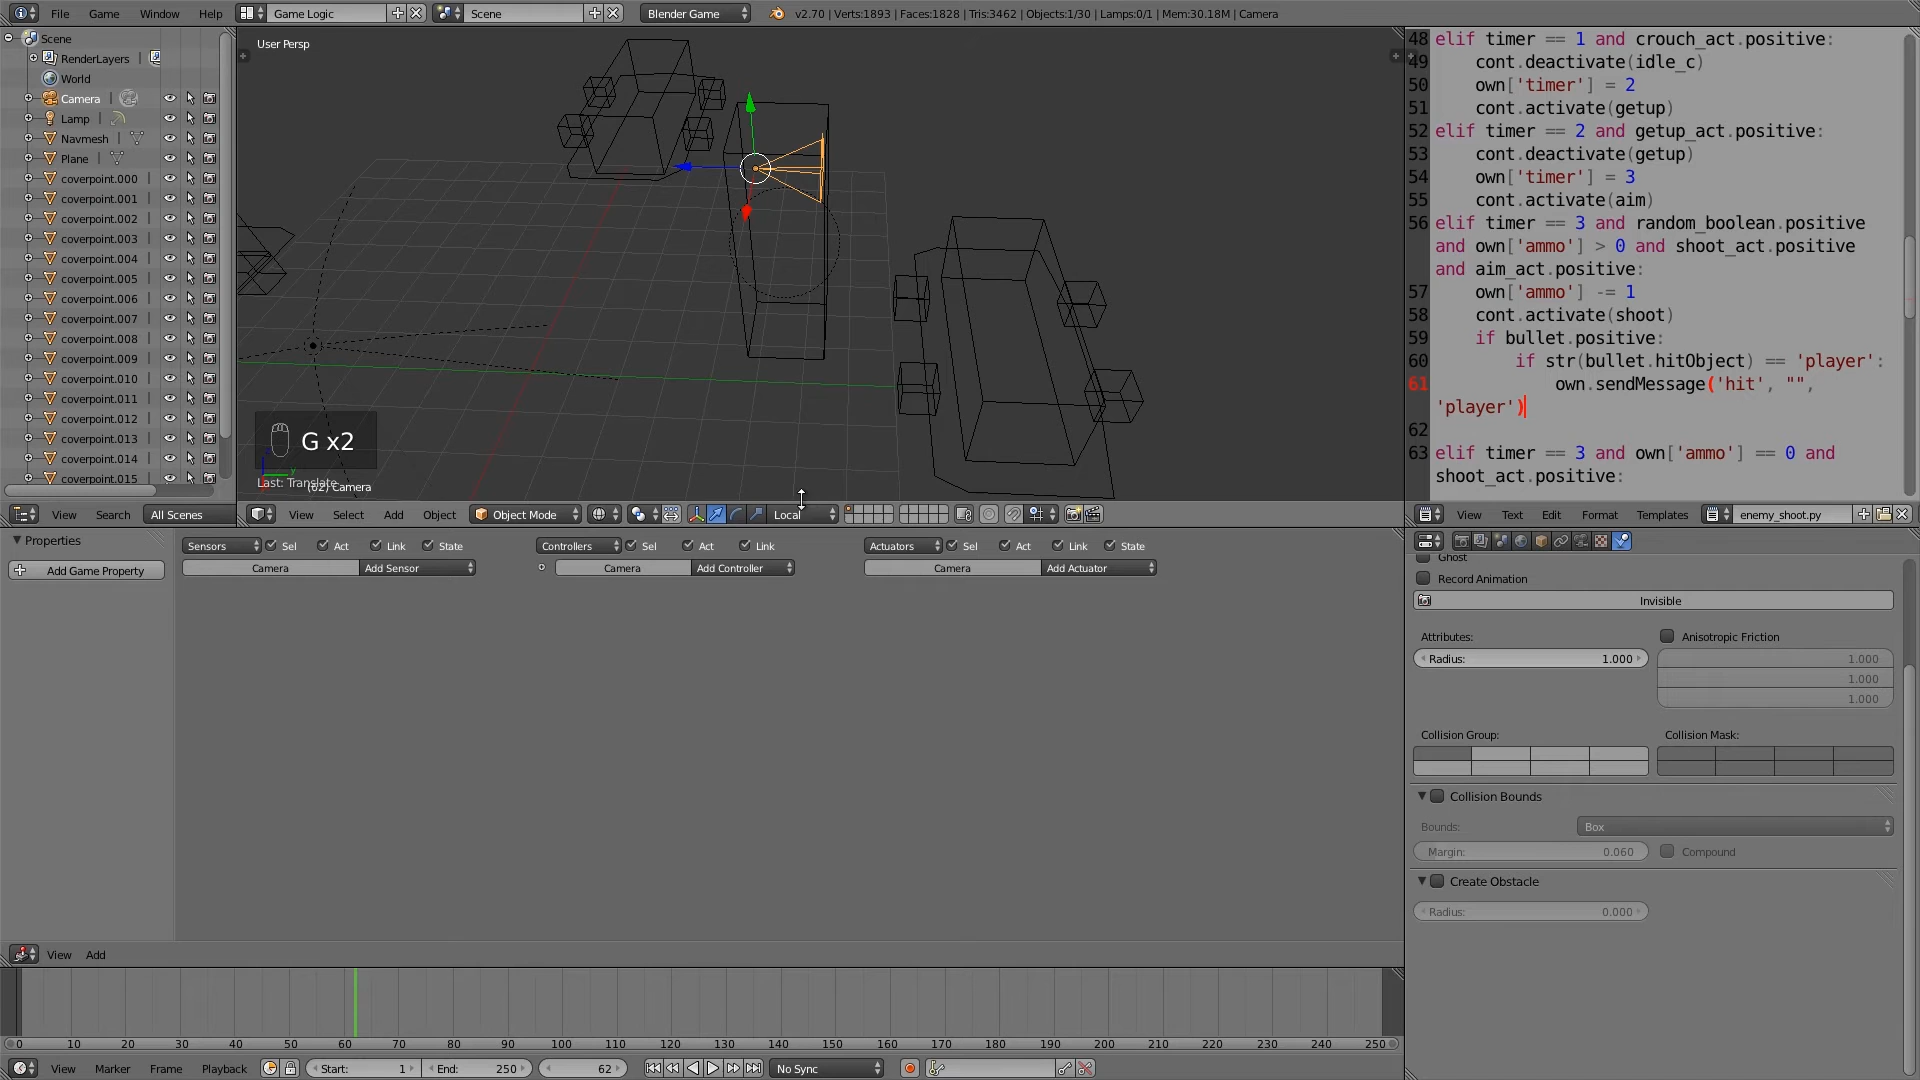 File Game Window Help Game Logic Scene Blender Game v2.70 | Verts:1893 | Faces:1828 | Tris:3462 | Objects:1/30 | Lamps:0/1 | Mem:30.18M | Camera
Scene
RenderLayers |
World
Camera |
Lamp |
Navmesh |
Plane |
coverpoint.000
coverpoint.001
coverpoint.002
coverpoint.003
coverpoint.004
coverpoint.005
coverpoint.006
coverpoint.007
coverpoint.008
coverpoint.009
coverpoint.010
coverpoint.011
coverpoint.012
coverpoint.013
coverpoint.014
coverpoint.015
View Search All Scenes
User Persp
G x2
Last: Translate
(62) Camera
View Select Add Object Object Mode Local
48 elif timer == 1 and crouch_act.positive:
49 cont.deactivate(idle_c)
50 own['timer'] = 2
51 cont.activate(getup)
52 elif timer == 2 and getup_act.positive:
53 cont.deactivate(getup)
54 own['timer'] = 3
55 cont.activate(aim)
56 elif timer == 3 and random_boolean.positive
and own['ammo'] > 0 and shoot_act.positive
and aim_act.positive:
57 own['ammo'] -= 1
58 cont.activate(shoot)
59 if bullet.positive:
60 if str(bullet.hitObject) == 'player':
61 own.sendMessage('hit', "",
'player')
62
63 elif timer == 3 and own['ammo'] == 0 and
shoot_act.positive:
View Text Edit Format Templates enemy_shoot.py
Properties
Add Game Property
Sensors Sel Act Link State Controllers Sel Act Link Actuators Sel Act Link State
Camera Add Sensor Camera Add Controller Camera Add Actuator
Ghost
Record Animation
Invisible
Attributes: Anisotropic Friction
Radius: 1.000 1.000
1.000
1.000
Collision Group: Collision Mask:
Collision Bounds
Bounds: Box
Margin: 0.060 Compound
Create Obstacle
Radius: 0.000
View Add
0 10 20 30 40 50 60 70 80 90 100 110 120 130 140 150 160 170 180 190 200 210 220 230 240 250
View Marker Frame Playback Start: 1 End: 250 62 No Sync